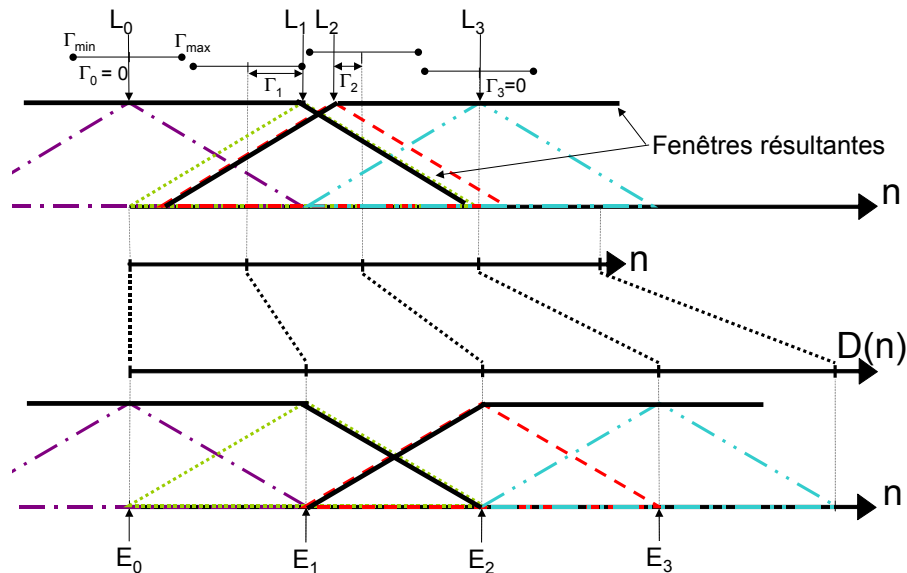 L₀ L₁ L₂ L₃
Γmin Γmax
Γ₀ = 0 Γ₁ Γ₂ Γ₃=0
Fenêtres résultantes
n
n
D(n)
n
E₀ E₁ E₂ E₃